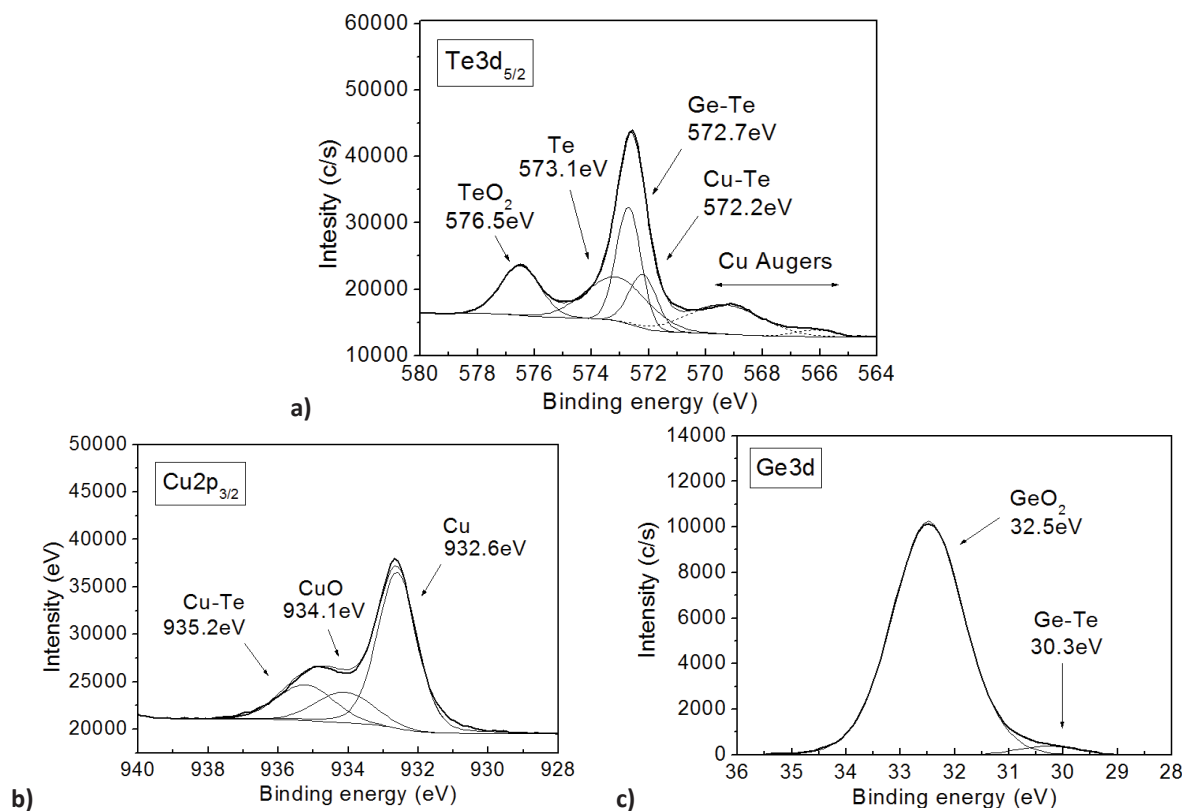 Te3d5/2
Intesity (c/s)
60000
50000
40000
30000
20000
10000
TeO2
576.5eV
Te
573.1eV
Ge-Te
572.7eV
Cu-Te
572.2eV
Cu Augers
580 578 576 574 572 570 568 566 564
Binding energy (eV)
a)
Cu2p3/2
Intensity (eV)
50000
45000
40000
35000
30000
25000
20000
Cu-Te
935.2eV
CuO
934.1eV
Cu
932.6eV
940 938 936 934 932 930 928
Binding energy (eV)
b)
Ge3d
Intensity (c/s)
14000
12000
10000
8000
6000
4000
2000
0
GeO2
32.5eV
Ge-Te
30.3eV
36 35 34 33 32 31 30 29 28
Binding energy (eV)
c)